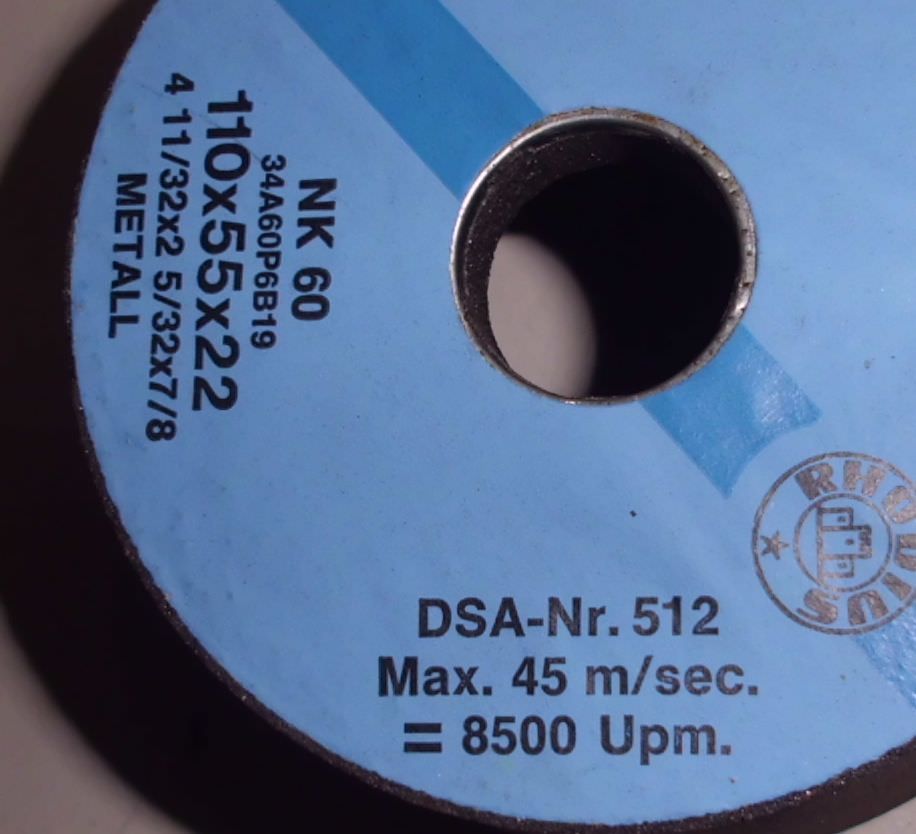 NK 60
34A60P6B19
110x55x22
4 11/32x2 5/32x7/8
METALL
RHODIUS
DSA-Nr. 512
Max. 45 m/sec.
= 8500 Upm.